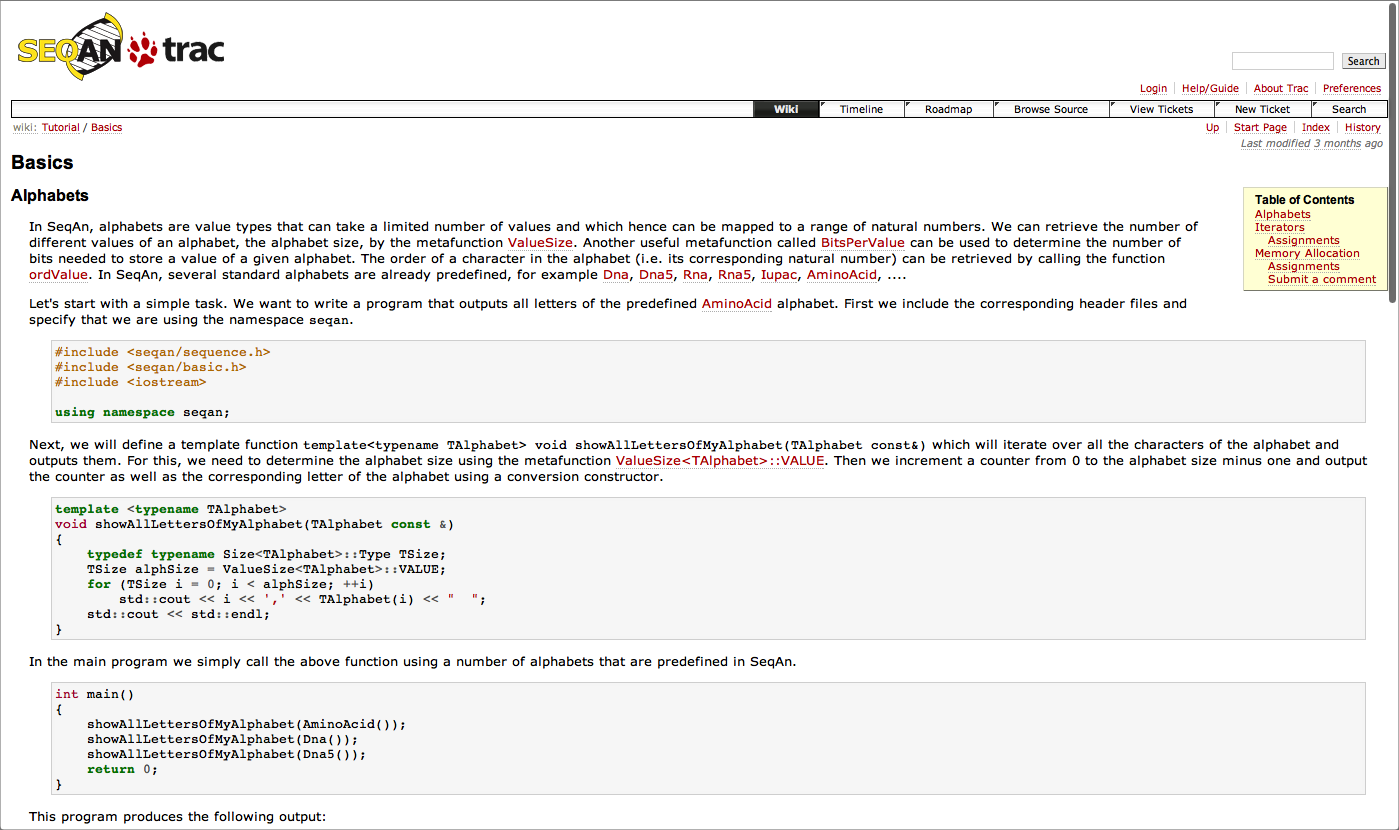 SEQAN trac
Search
Login Help/Guide About Trac Preferences
Wiki Timeline Roadmap Browse Source View Tickets New Ticket Search
wiki: Tutorial / Basics
Up Start Page Index History
Last modified 3 months ago
Basics
Alphabets
Table of Contents
Alphabets
Iterators
Assignments
Memory Allocation
Assignments
Submit a comment
In SeqAn, alphabets are value types that can take a limited number of values and which hence can be mapped to a range of natural numbers. We can retrieve the number of
different values of an alphabet, the alphabet size, by the metafunction ValueSize. Another useful metafunction called BitsPerValue can be used to determine the number of
bits needed to store a value of a given alphabet. The order of a character in the alphabet (i.e. its corresponding natural number) can be retrieved by calling the function
ordValue. In SeqAn, several standard alphabets are already predefined, for example Dna, Dna5, Rna, Rna5, Iupac, AminoAcid, ....
Let's start with a simple task. We want to write a program that outputs all letters of the predefined AminoAcid alphabet. First we include the corresponding header files and
specify that we are using the namespace seqan.
#include <seqan/sequence.h>
#include <seqan/basic.h>
#include <iostream>
using namespace seqan;
Next, we will define a template function template<typename TAlphabet> void showAllLettersOfMyAlphabet(TAlphabet const&) which will iterate over all the characters of the alphabet and
outputs them. For this, we need to determine the alphabet size using the metafunction ValueSize<TAlphabet>::VALUE. Then we increment a counter from 0 to the alphabet size minus one and output
the counter as well as the corresponding letter of the alphabet using a conversion constructor.
template <typename TAlphabet>
void showAllLettersOfMyAlphabet(TAlphabet const &)
{
    typedef typename Size<TAlphabet>::Type TSize;
    TSize alphSize = ValueSize<TAlphabet>::VALUE;
    for (TSize i = 0; i < alphSize; ++i)
        std::cout << i << ',' << TAlphabet(i) << "  ";
    std::cout << std::endl;
}
In the main program we simply call the above function using a number of alphabets that are predefined in SeqAn.
int main()
{
    showAllLettersOfMyAlphabet(AminoAcid());
    showAllLettersOfMyAlphabet(Dna());
    showAllLettersOfMyAlphabet(Dna5());
    return 0;
}
This program produces the following output: